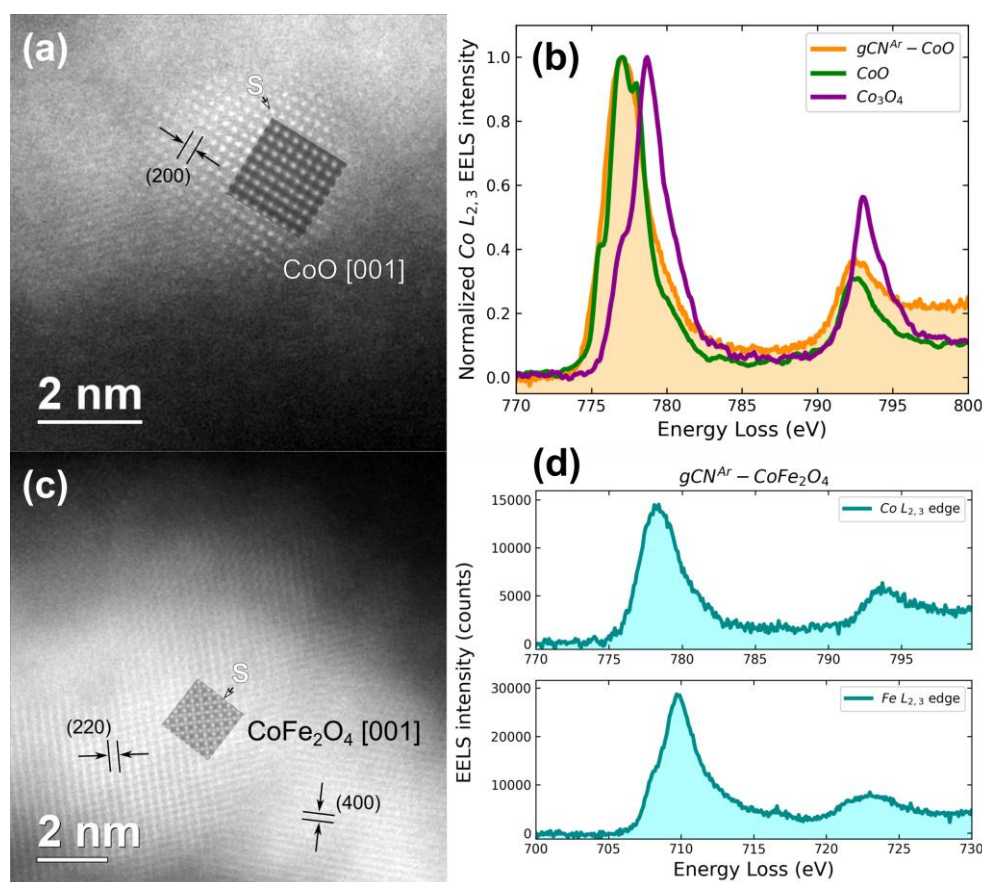 (a)
S
(200)
CoO [001]
2 nm
(b)
gCN^Ar – CoO
CoO
Co₃O₄
Normalized Co L₂,₃ EELS intensity
1.0
0.8
0.6
0.4
0.2
0.0
770 775 780 785 790 795 800
Energy Loss (eV)
(c)
S
(220)
CoFe₂O₄ [001]
(400)
2 nm
(d)
gCN^Ar – CoFe₂O₄
EELS intensity (counts)
Co L₂,₃ edge
15000
10000
5000
0
770 775 780 785 790 795
Fe L₂,₃ edge
30000
20000
10000
0
700 705 710 715 720 725 730
Energy Loss (eV)